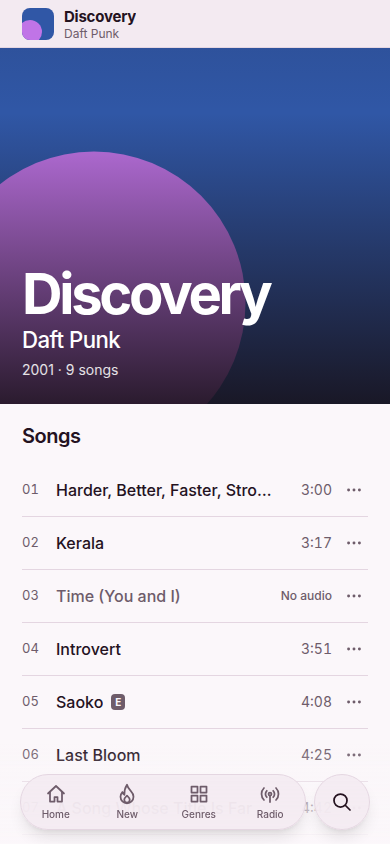 Discovery
Daft Punk
Discovery
Daft Punk
2001 · 9 songs
Songs
01 Harder, Better, Faster, Stro... 3:00
02 Kerala 3:17
03 Time (You and I) No audio
04 Introvert 3:51
05 Saoko E 4:08
06 Last Bloom 4:25
Home New Genres Radio